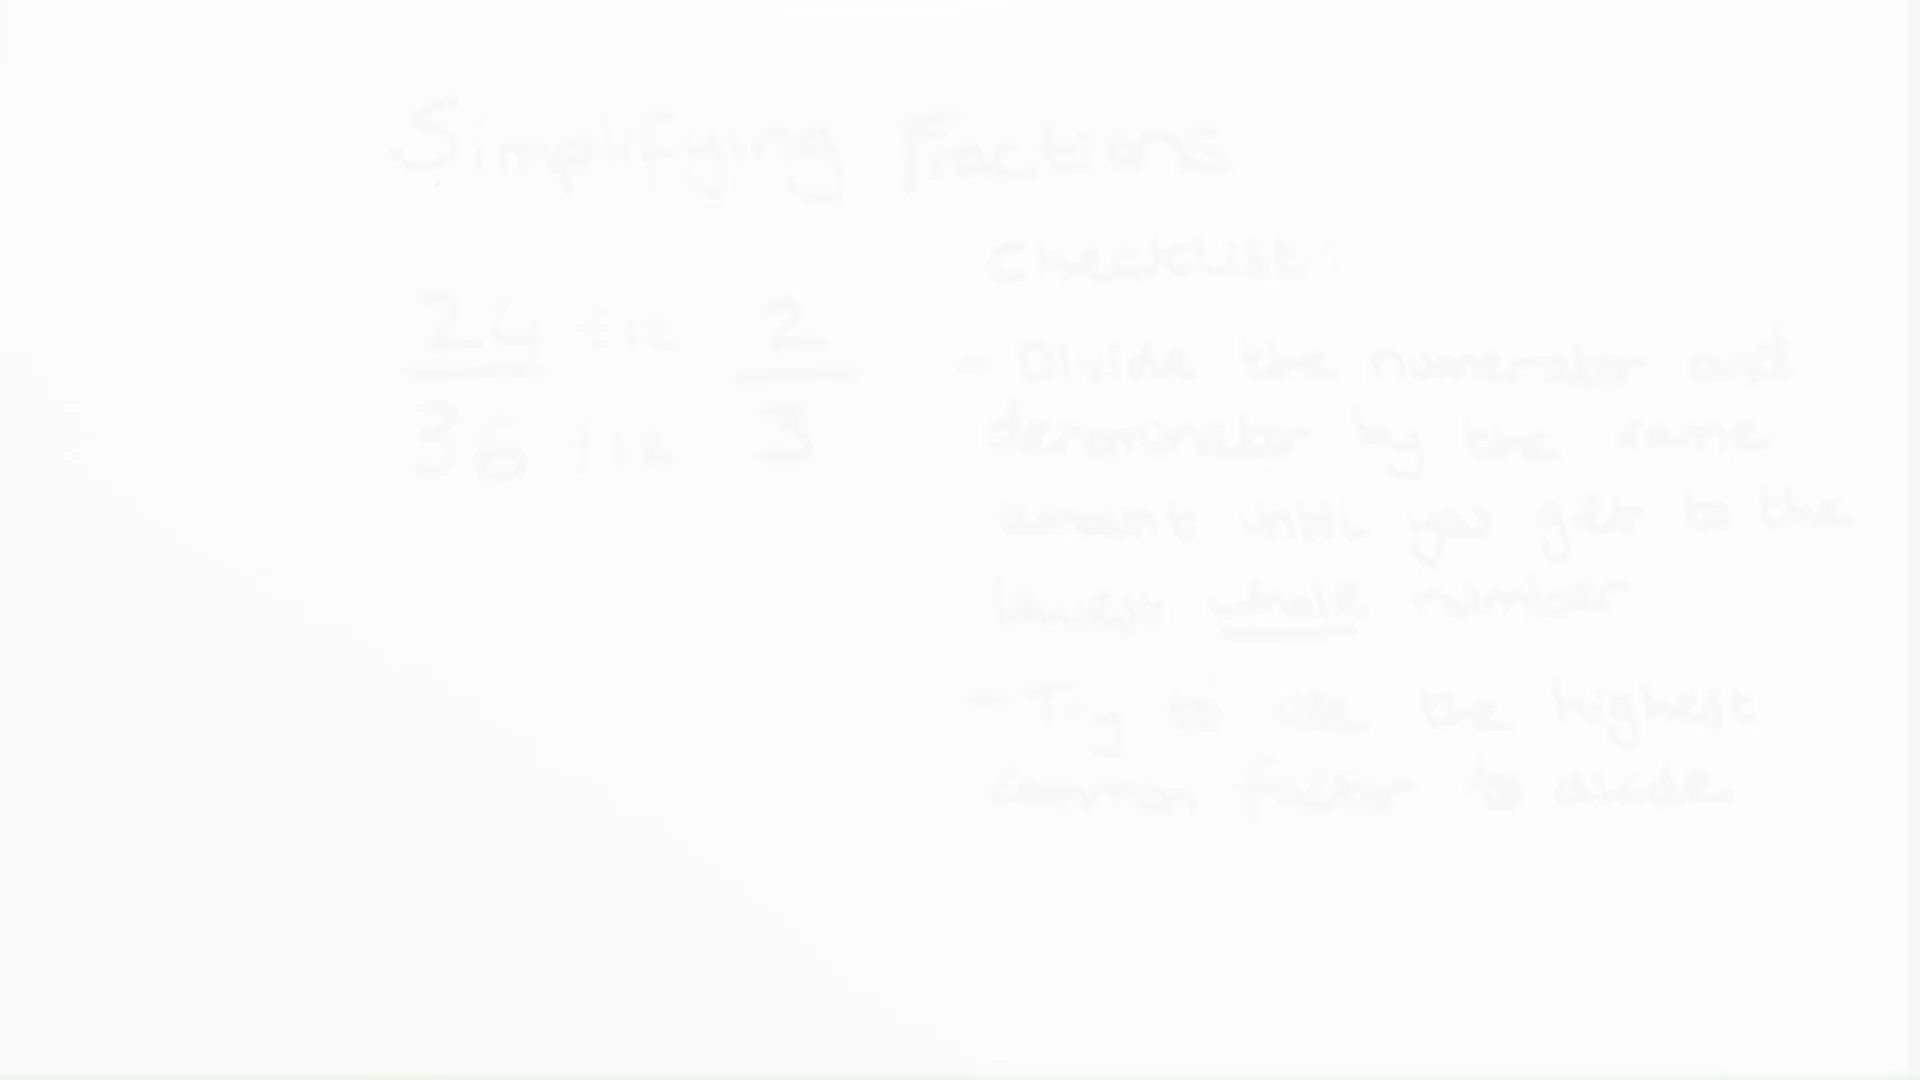 Simplifying Fractions
Checklist:
24 ÷12 2
36 ÷12 3
- Divide the numerator and
denominator by the same
amount until you get to the
lowest whole number
- Try to use the highest
common factor to divide